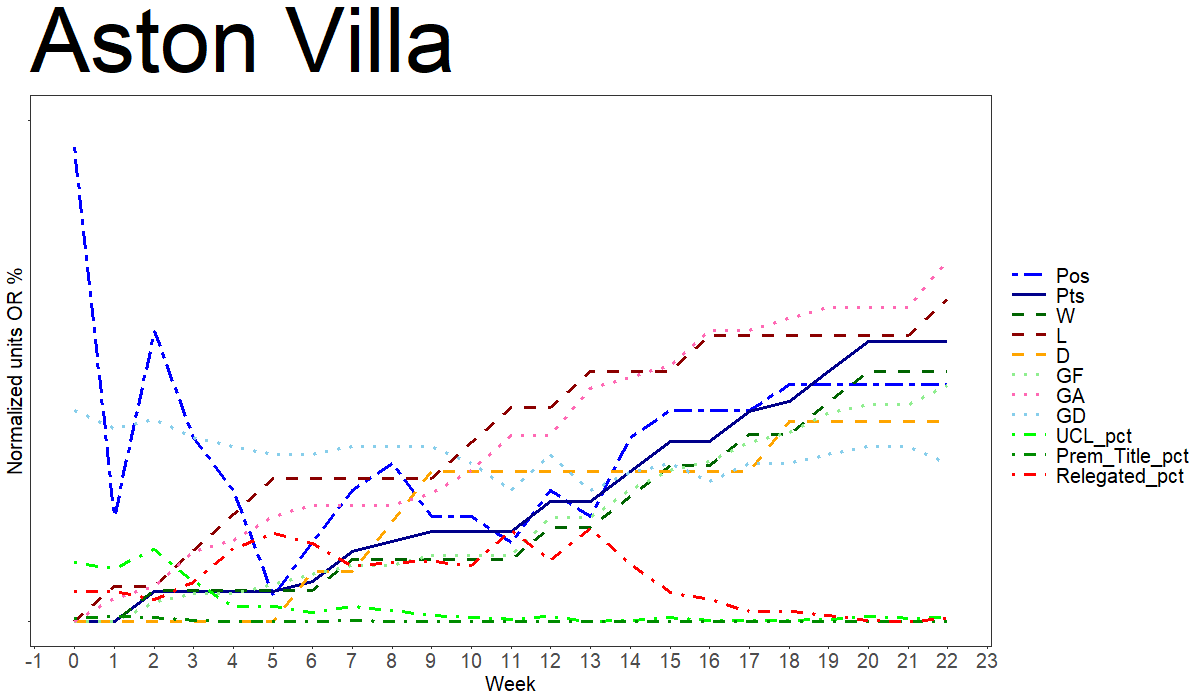 Aston Villa
Normalized units OR %
-1 0 1 2 3 4 5 6 7 8 9 10 11 12 13 14 15 16 17 18 19 20 21 22 23
Week
Pos
Pts
W
L
D
GF
GA
GD
UCL_pct
Prem_Title_pct
Relegated_pct